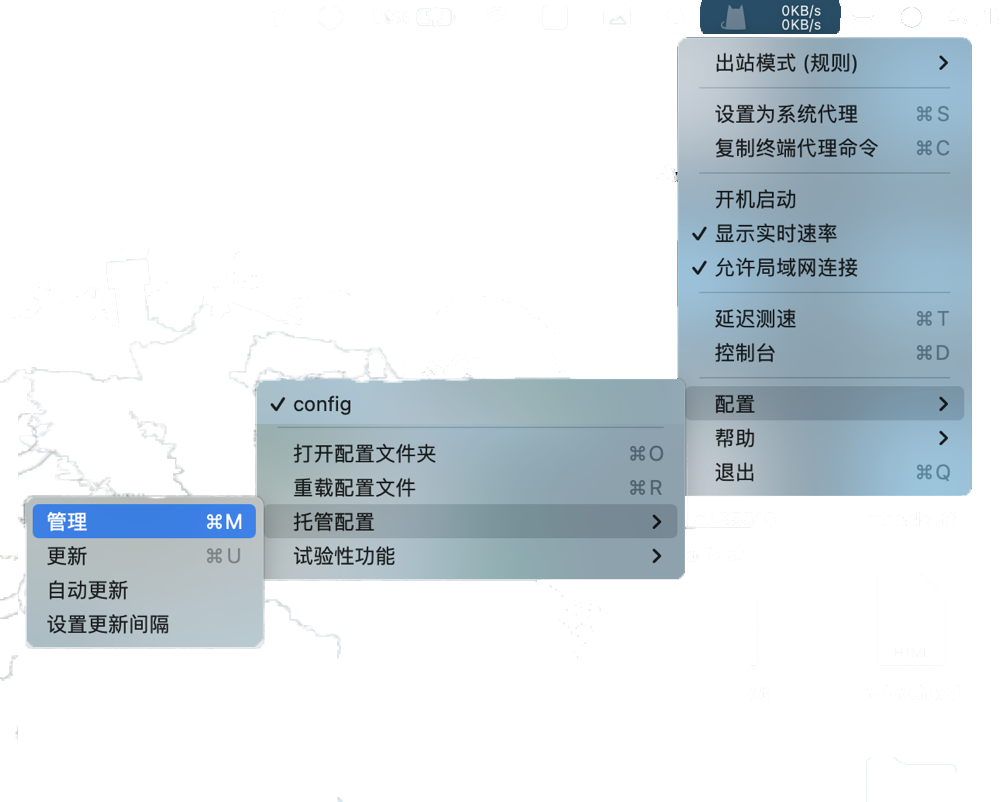 0KB/s
0KB/s
出站模式 (规则)
设置为系统代理 ⌘S
复制终端代理命令 ⌘C
开机启动
显示实时速率
允许局域网连接
延迟测速 ⌘T
控制台 ⌘D
配置
帮助
退出 ⌘Q
config
打开配置文件夹 ⌘O
重载配置文件 ⌘R
托管配置
试验性功能
管理 ⌘M
更新 ⌘U
自动更新
设置更新间隔